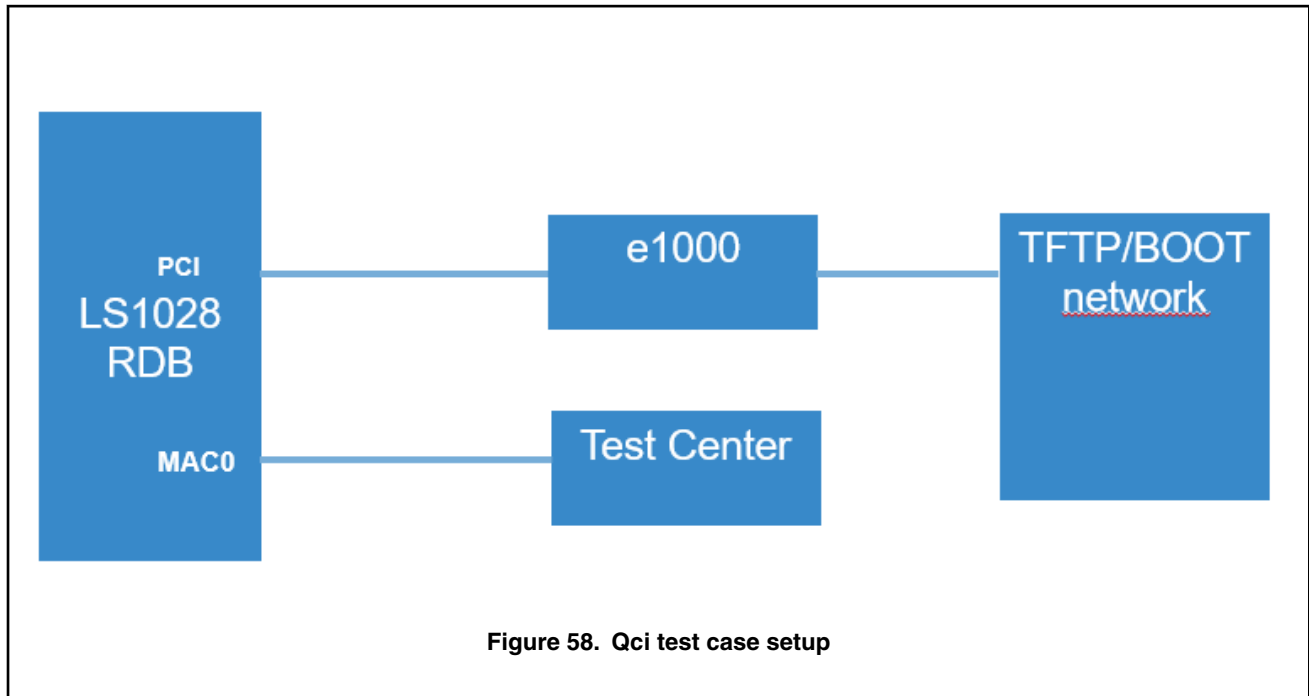 PCI
LS1028
RDB
MAC0
e1000
Test Center
TFTP/BOOT
network
Figure 58. Qci test case setup